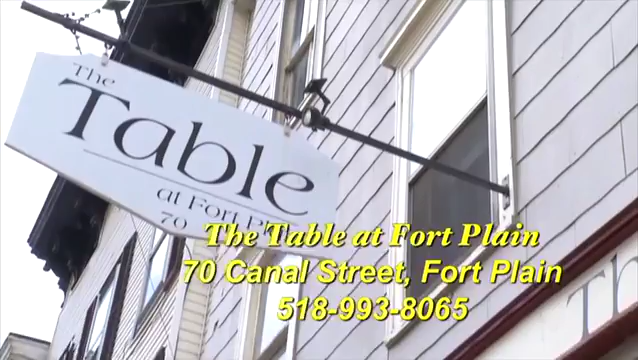 The
Table
at Fort
70
The Table at Fort Plain
70 Canal Street, Fort Plain
518-993-8065
Th